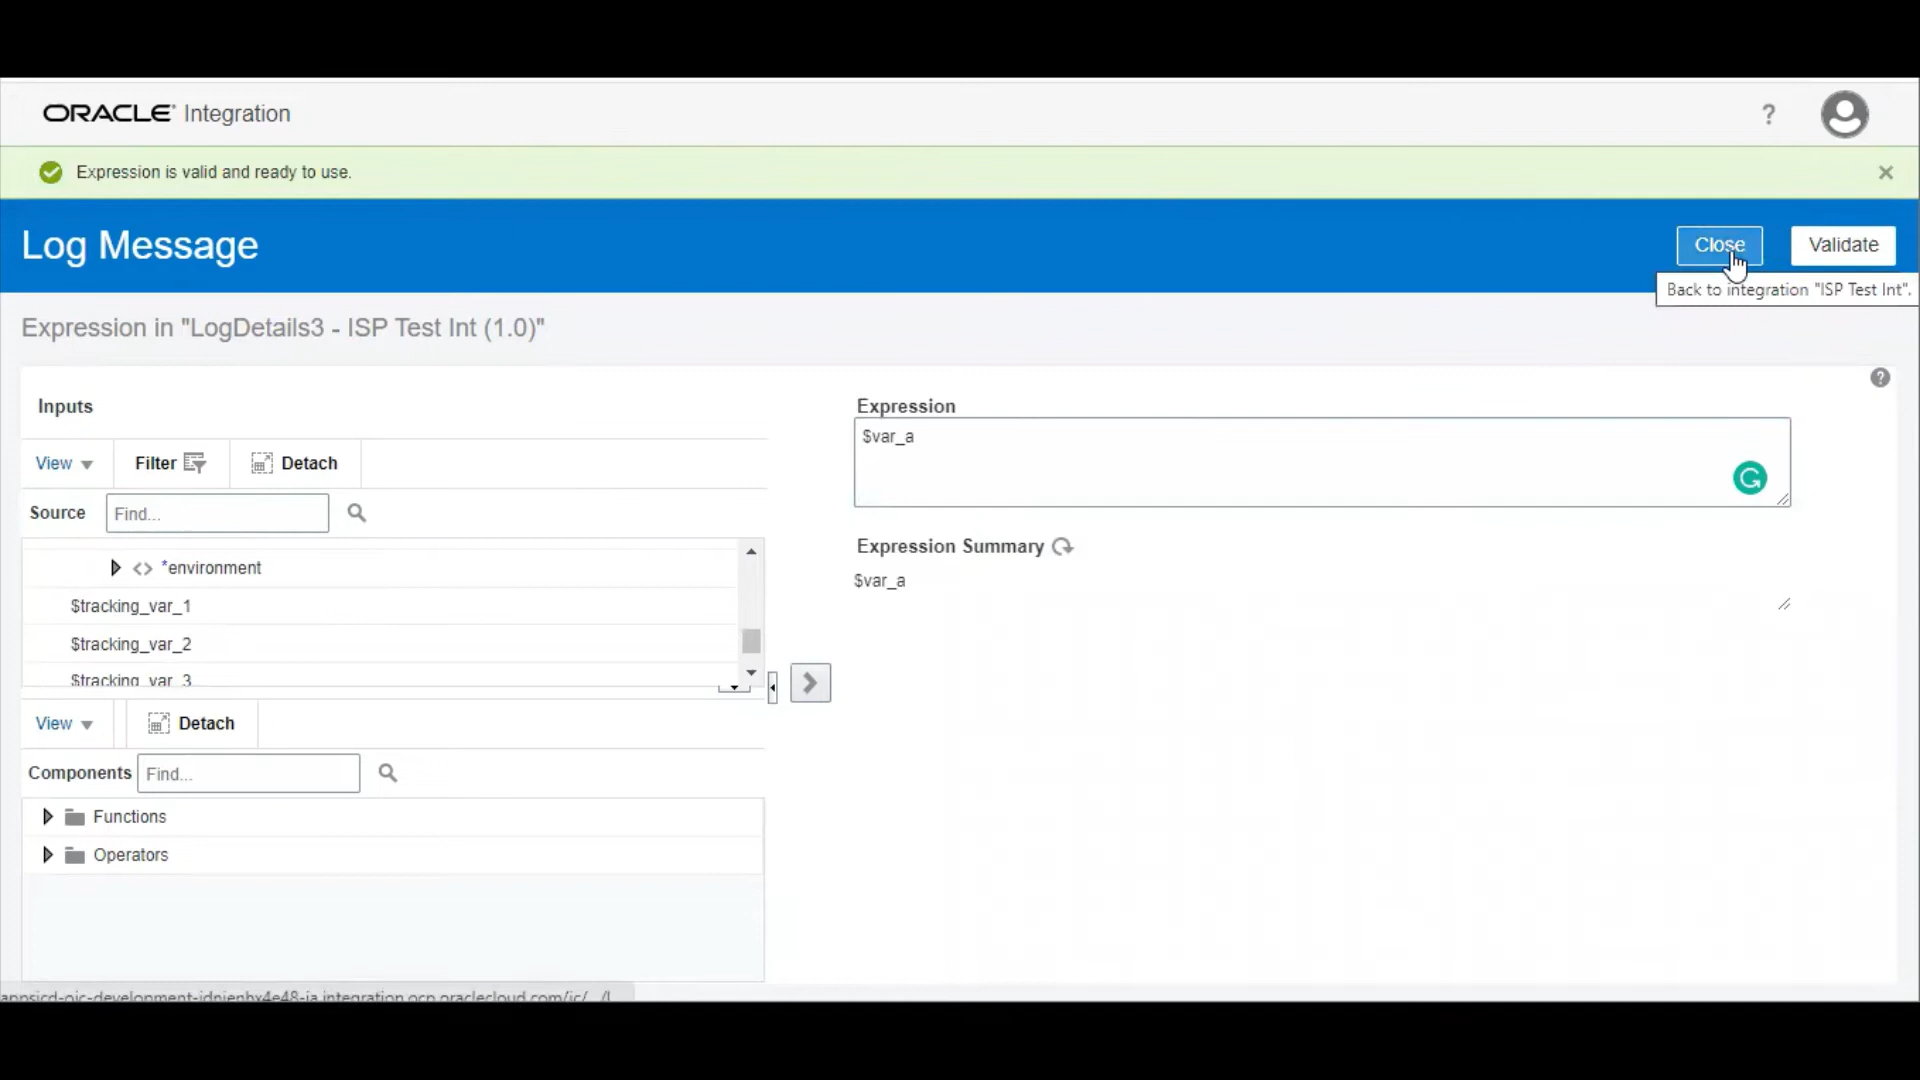 ORACLE Integration
?
Expression is valid and ready to use.
Log Message
Close
Validate
Back to integration "ISP Test Int".
Expression in "LogDetails3 - ISP Test Int (1.0)"
?
Inputs
View
Filter
Detach
Source
Find...
<> *environment
$tracking_var_1
$tracking_var_2
$tracking_var_3
View
Detach
Components
Find...
Functions
Operators
Expression
$var_a
Expression Summary
$var_a